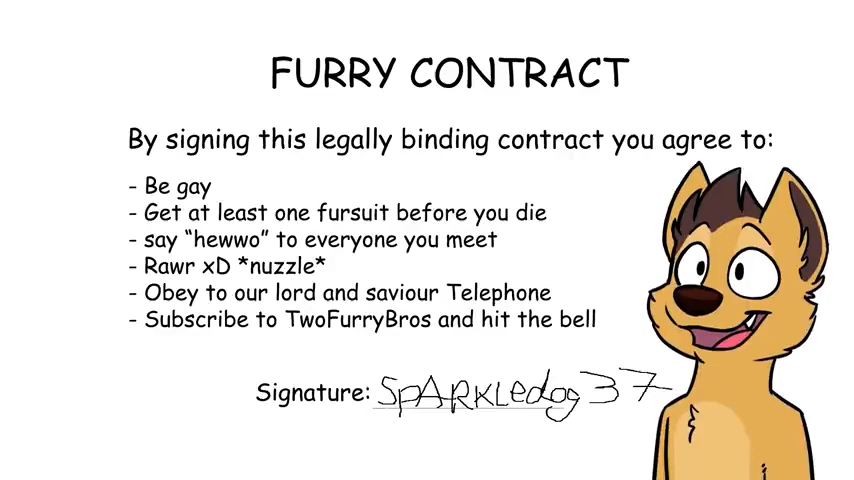 FURRY CONTRACT
By signing this legally binding contract you agree to:
- Be gay
- Get at least one fursuit before you die
- say “hewwo” to everyone you meet
- Rawr xD *nuzzle*
- Obey to our lord and saviour Telephone
- Subscribe to TwoFurryBros and hit the bell
Signature: SpARKLedog 37